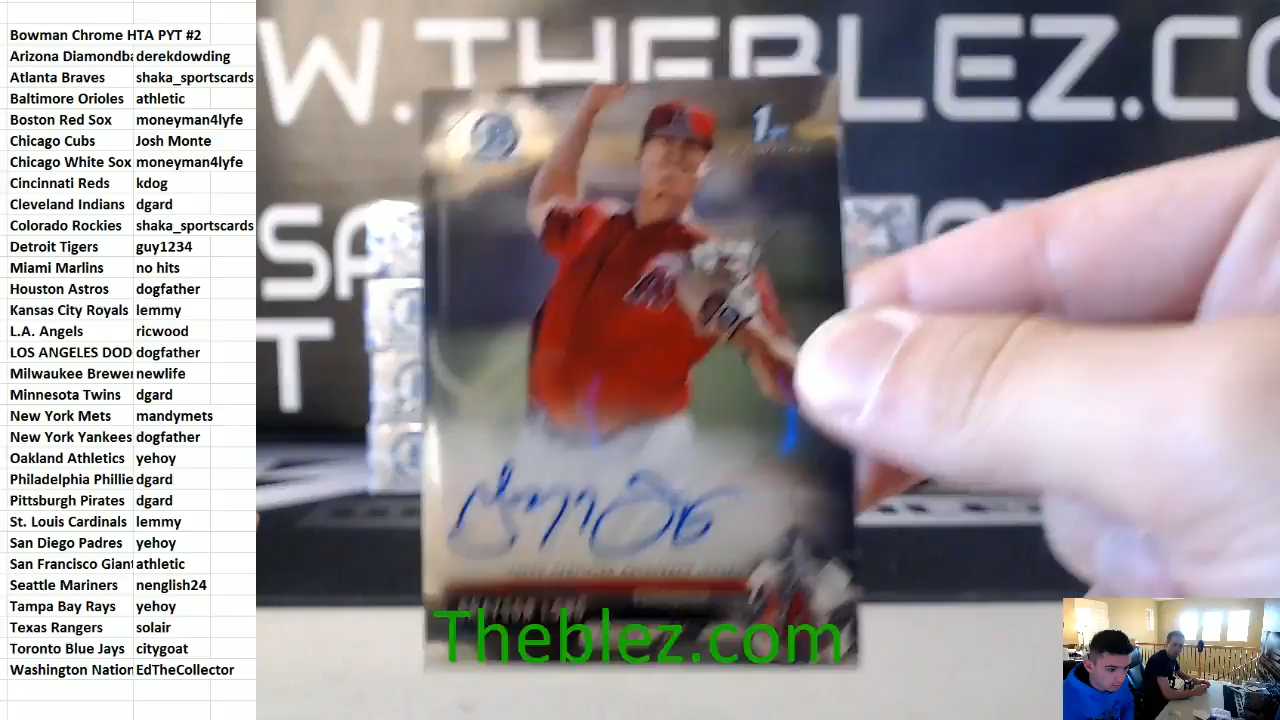 Bowman Chrome HTA PYT #2
Arizona Diamondba derekdowding
Atlanta Braves shaka_sportscards
Baltimore Orioles athletic
Boston Red Sox moneyman4lyfe
Chicago Cubs Josh Monte
Chicago White Sox moneyman4lyfe
Cincinnati Reds kdog
Cleveland Indians dgard
Colorado Rockies shaka_sportscards
Detroit Tigers guy1234
Miami Marlins no hits
Houston Astros dogfather
Kansas City Royals lemmy
L.A. Angels ricwood
LOS ANGELES DOD dogfather
Milwaukee Brewer newlife
Minnesota Twins dgard
New York Mets mandymets
New York Yankees dogfather
Oakland Athletics yehoy
Philadelphia Phillie dgard
Pittsburgh Pirates dgard
St. Louis Cardinals lemmy
San Diego Padres yehoy
San Francisco Giant athletic
Seattle Mariners nenglish24
Tampa Bay Rays yehoy
Texas Rangers solair
Toronto Blue Jays citygoat
Washington Nation EdTheCollector
W.THEBLEZ.CO
1st
Theblez.com